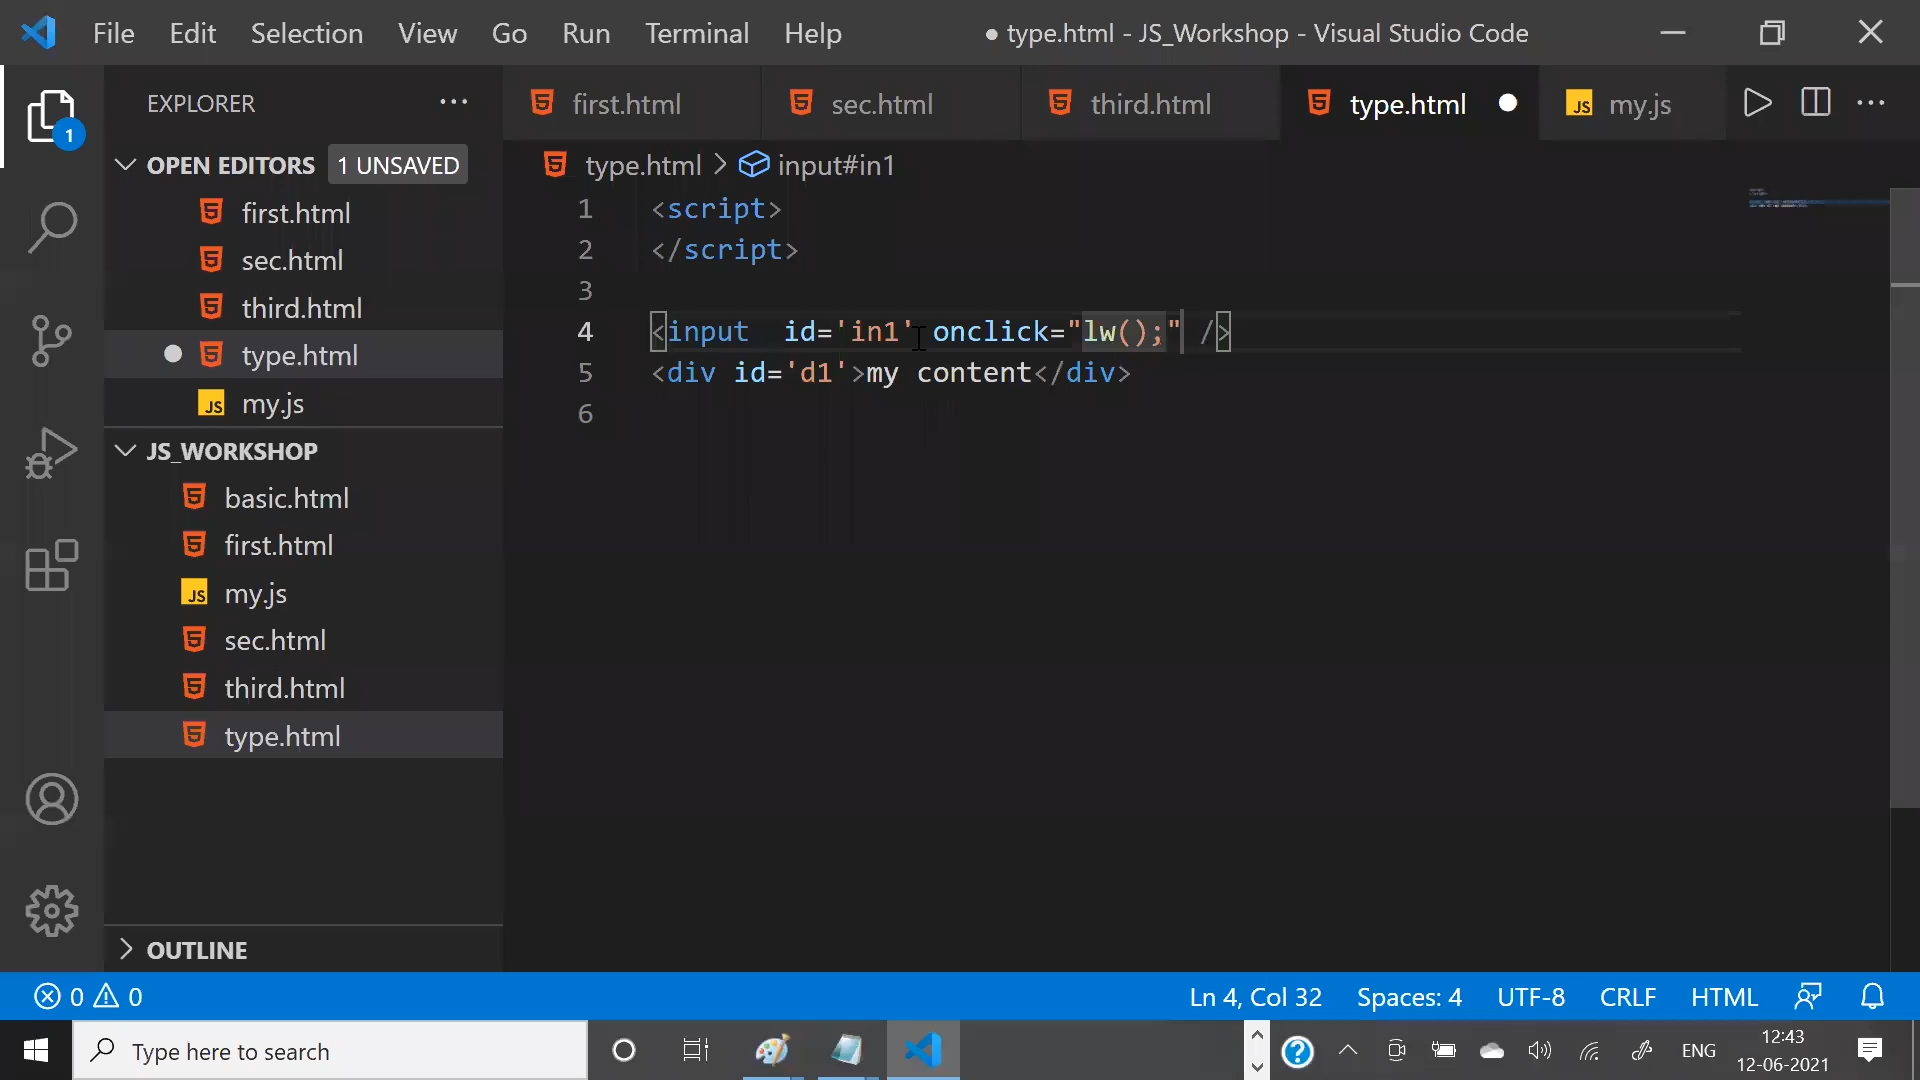 File Edit Selection View Go Run Terminal Help
● type.html - JS_Workshop - Visual Studio Code
EXPLORER
first.html
sec.html
third.html
type.html
JS my.js
1
OPEN EDITORS 1 UNSAVED
first.html
sec.html
third.html
type.html
JS my.js
JS_WORKSHOP
basic.html
first.html
JS my.js
sec.html
third.html
type.html
OUTLINE
type.html > input#in1
1 <script>
2 </script>
3
4 <input  id='in1' onclick="lw();" />
5 <div id='d1'>my content</div>
6
0 0
Ln 4, Col 32 Spaces: 4 UTF-8 CRLF HTML
Type here to search
ENG
12:43
12-06-2021